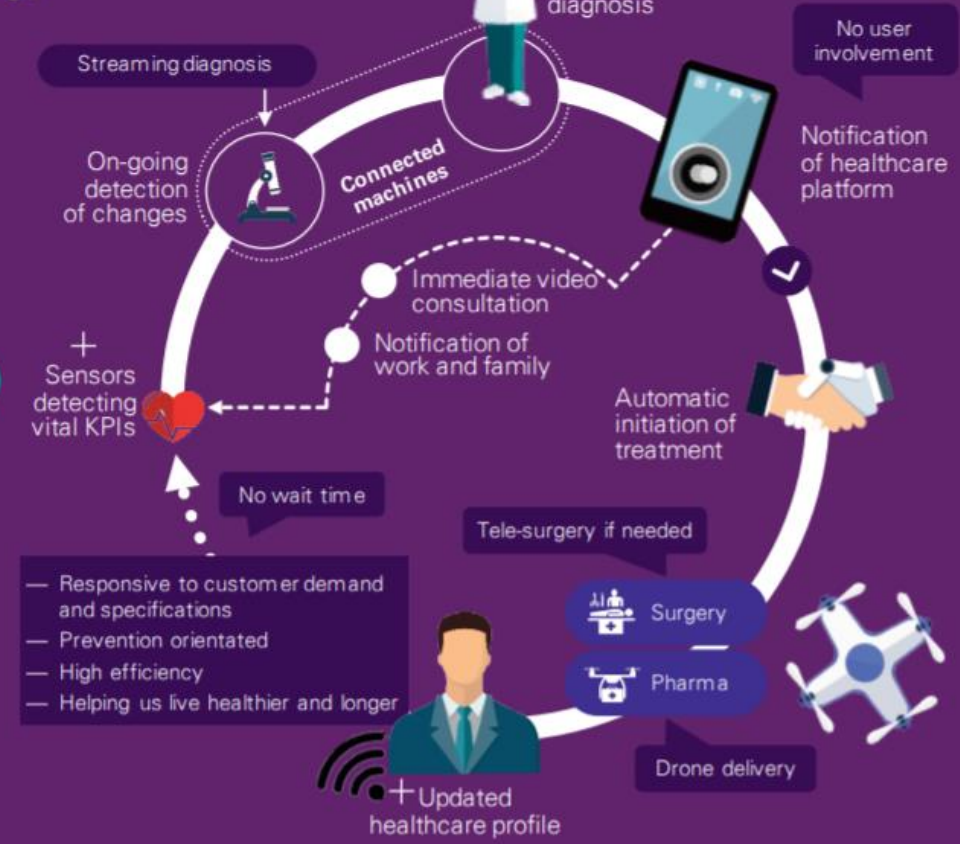 diagnosis
No user
involvement
Streaming diagnosis
Notification
of healthcare
platform
On-going
detection
of changes
Connected
machines
Immediate video
consultation
Notification of
work and family
+
Sensors
detecting
vital KPIs
Automatic
initiation of
treatment
No wait time
Tele-surgery if needed
— Responsive to customer demand
and specifications
— Prevention orientated
— High efficiency
— Helping us live healthier and longer
Surgery
Pharma
Drone delivery
+ Updated
healthcare profile